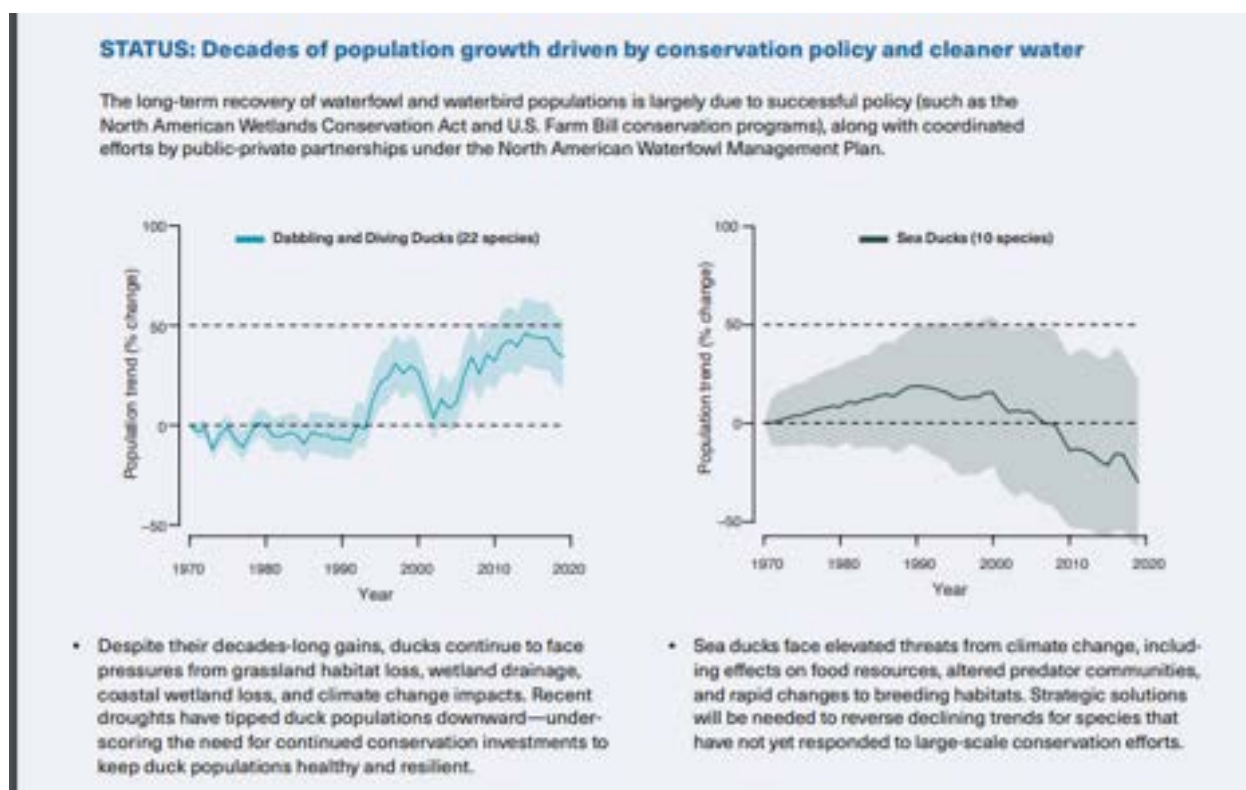 STATUS: Decades of population growth driven by conservation policy and cleaner water
The long-term recovery of waterfowl and waterbird populations is largely due to successful policy (such as the
North American Wetlands Conservation Act and U.S. Farm Bill conservation programs), along with coordinated
efforts by public-private partnerships under the North American Waterfowl Management Plan.
100
Dabbling and Diving Ducks (22 species)
Population trend (% change)
50
0
-50
1970 1980 1990 2000 2010 2020
Year
100
Sea Ducks (10 species)
Population trend (% change)
50
0
-50
1970 1980 1990 2000 2010 2020
Year
• Despite their decades-long gains, ducks continue to face
pressures from grassland habitat loss, wetland drainage,
coastal wetland loss, and climate change impacts. Recent
droughts have tipped duck populations downward—under-
scoring the need for continued conservation investments to
keep duck populations healthy and resilient.
• Sea ducks face elevated threats from climate change, includ-
ing effects on food resources, altered predator communities,
and rapid changes to breeding habitats. Strategic solutions
will be needed to reverse declining trends for species that
have not yet responded to large-scale conservation efforts.